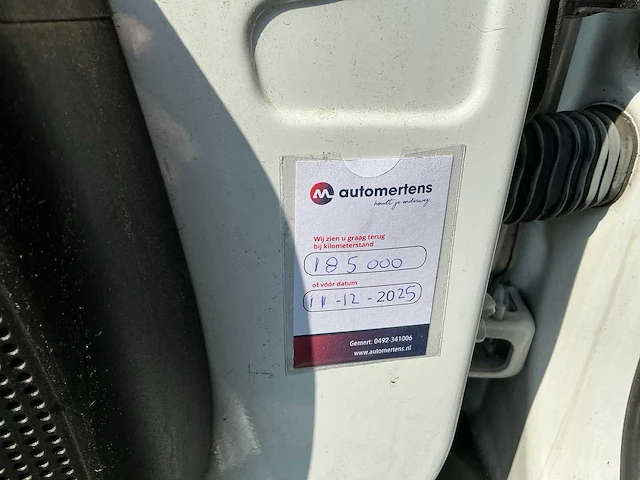 automertens
houdt je onderweg
Wij zien u graag terug
bij kilometerstand
185 000
of vóór datum
11-12-2025
Gemert: 0492-341006
www.automertens.nl